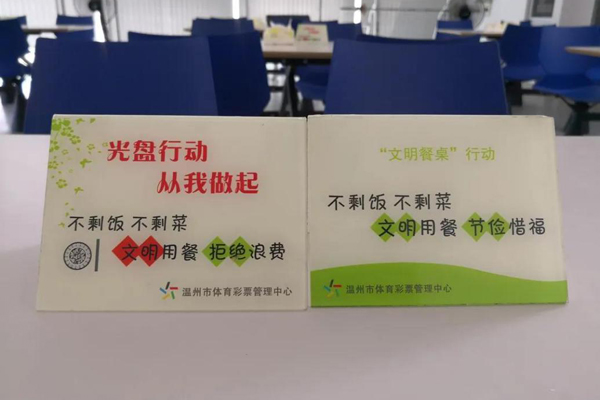 光盘行动
从我做起
不剩饭 不剩菜
文明用餐 拒绝浪费
温州市体育彩票管理中心
“文明餐桌”行动
不剩饭 不剩菜
文明用餐 节俭惜福
温州市体育彩票管理中心